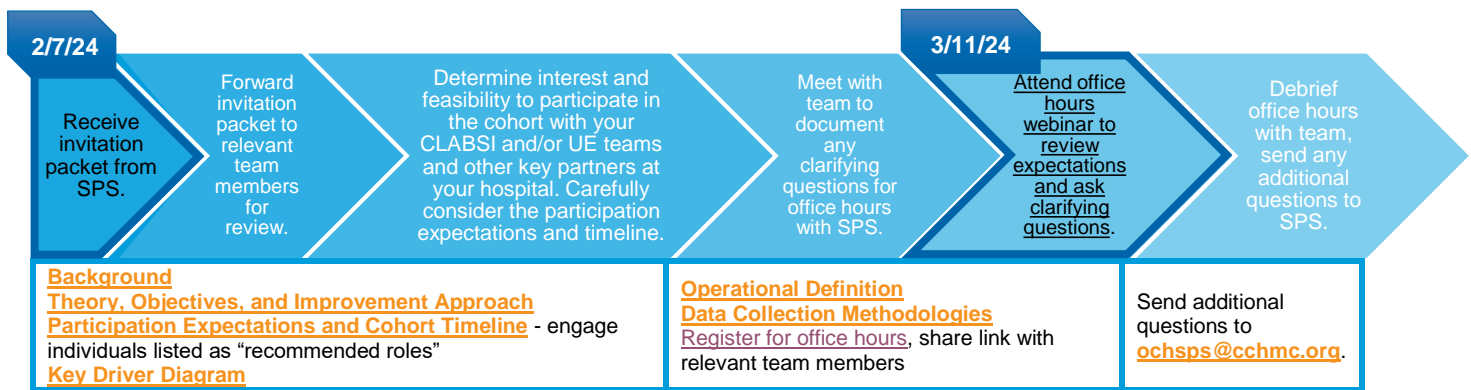 2/7/24
Receive
invitation
packet from
SPS.
Forward
invitation
packet to
relevant
team
members
for
review.
Determine interest and
feasibility to participate in
the cohort with your
CLABSI and/or UE teams
and other key partners at
your hospital. Carefully
consider the participation
expectations and timeline.
Meet with
team to
document
any
clarifying
questions for
office hours
with SPS.
3/11/24
Attend office
hours
webinar to
review
expectations
and ask
clarifying
questions.
Debrief
office hours
with team,
send any
additional
questions to
SPS.
Background
Theory, Objectives, and Improvement Approach
Participation Expectations and Cohort Timeline - engage
individuals listed as “recommended roles”
Key Driver Diagram
Operational Definition
Data Collection Methodologies
Register for office hours, share link with
relevant team members
Send additional
questions to
ochsps@cchmc.org.